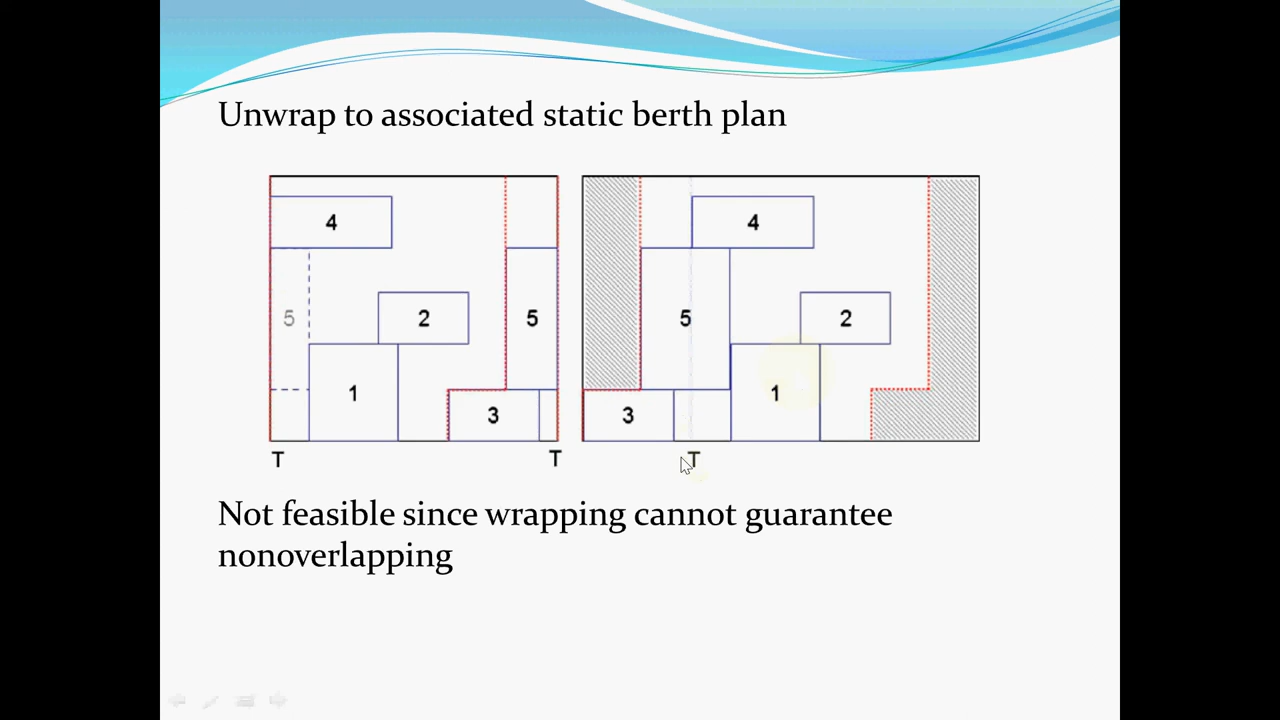 Unwrap to associated static berth plan
4
5
2
5
1
3
T
T
4
5
2
1
3
T
Not feasible since wrapping cannot guarantee
nonoverlapping